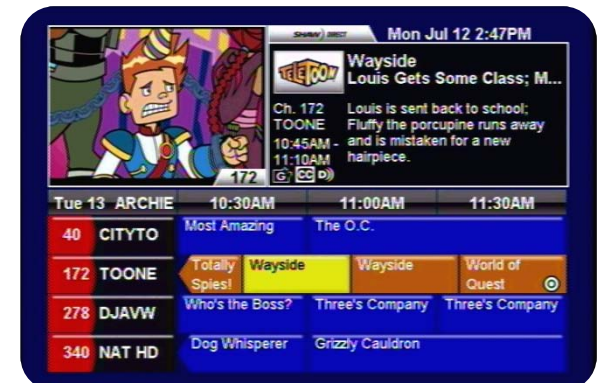 SHAW) DIRECT
Mon Jul 12 2:47PM
TELETOON
Wayside
Louis Gets Some Class; M...
Ch. 172
TOONE
10:45AM -
11:10AM
G CC D))
Louis is sent back to school;
Fluffy the porcupine runs away
and is mistaken for a new
hairpiece.
172
Tue 13 ARCHIE 10:30AM 11:00AM 11:30AM
40 CITYTO Most Amazing The O.C.
172 TOONE Totally Spies! Wayside Wayside World of Quest
278 DJAVW Who's the Boss? Three's Company Three's Company
340 NAT HD Dog Whisperer Grizzly Cauldron